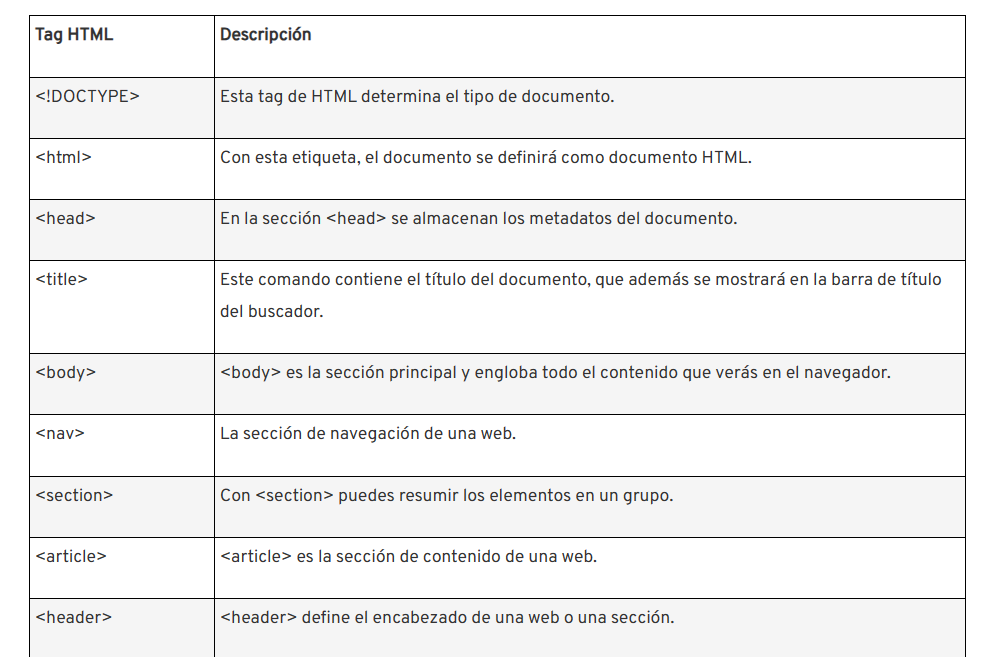 Tag HTML Descripción
<!DOCTYPE> Esta tag de HTML determina el tipo de documento.
<html> Con esta etiqueta, el documento se definirá como documento HTML.
<head> En la sección <head> se almacenan los metadatos del documento.
<title> Este comando contiene el título del documento, que además se mostrará en la barra de título
del buscador.
<body> <body> es la sección principal y engloba todo el contenido que verás en el navegador.
<nav> La sección de navegación de una web.
<section> Con <section> puedes resumir los elementos en un grupo.
<article> <article> es la sección de contenido de una web.
<header> <header> define el encabezado de una web o una sección.